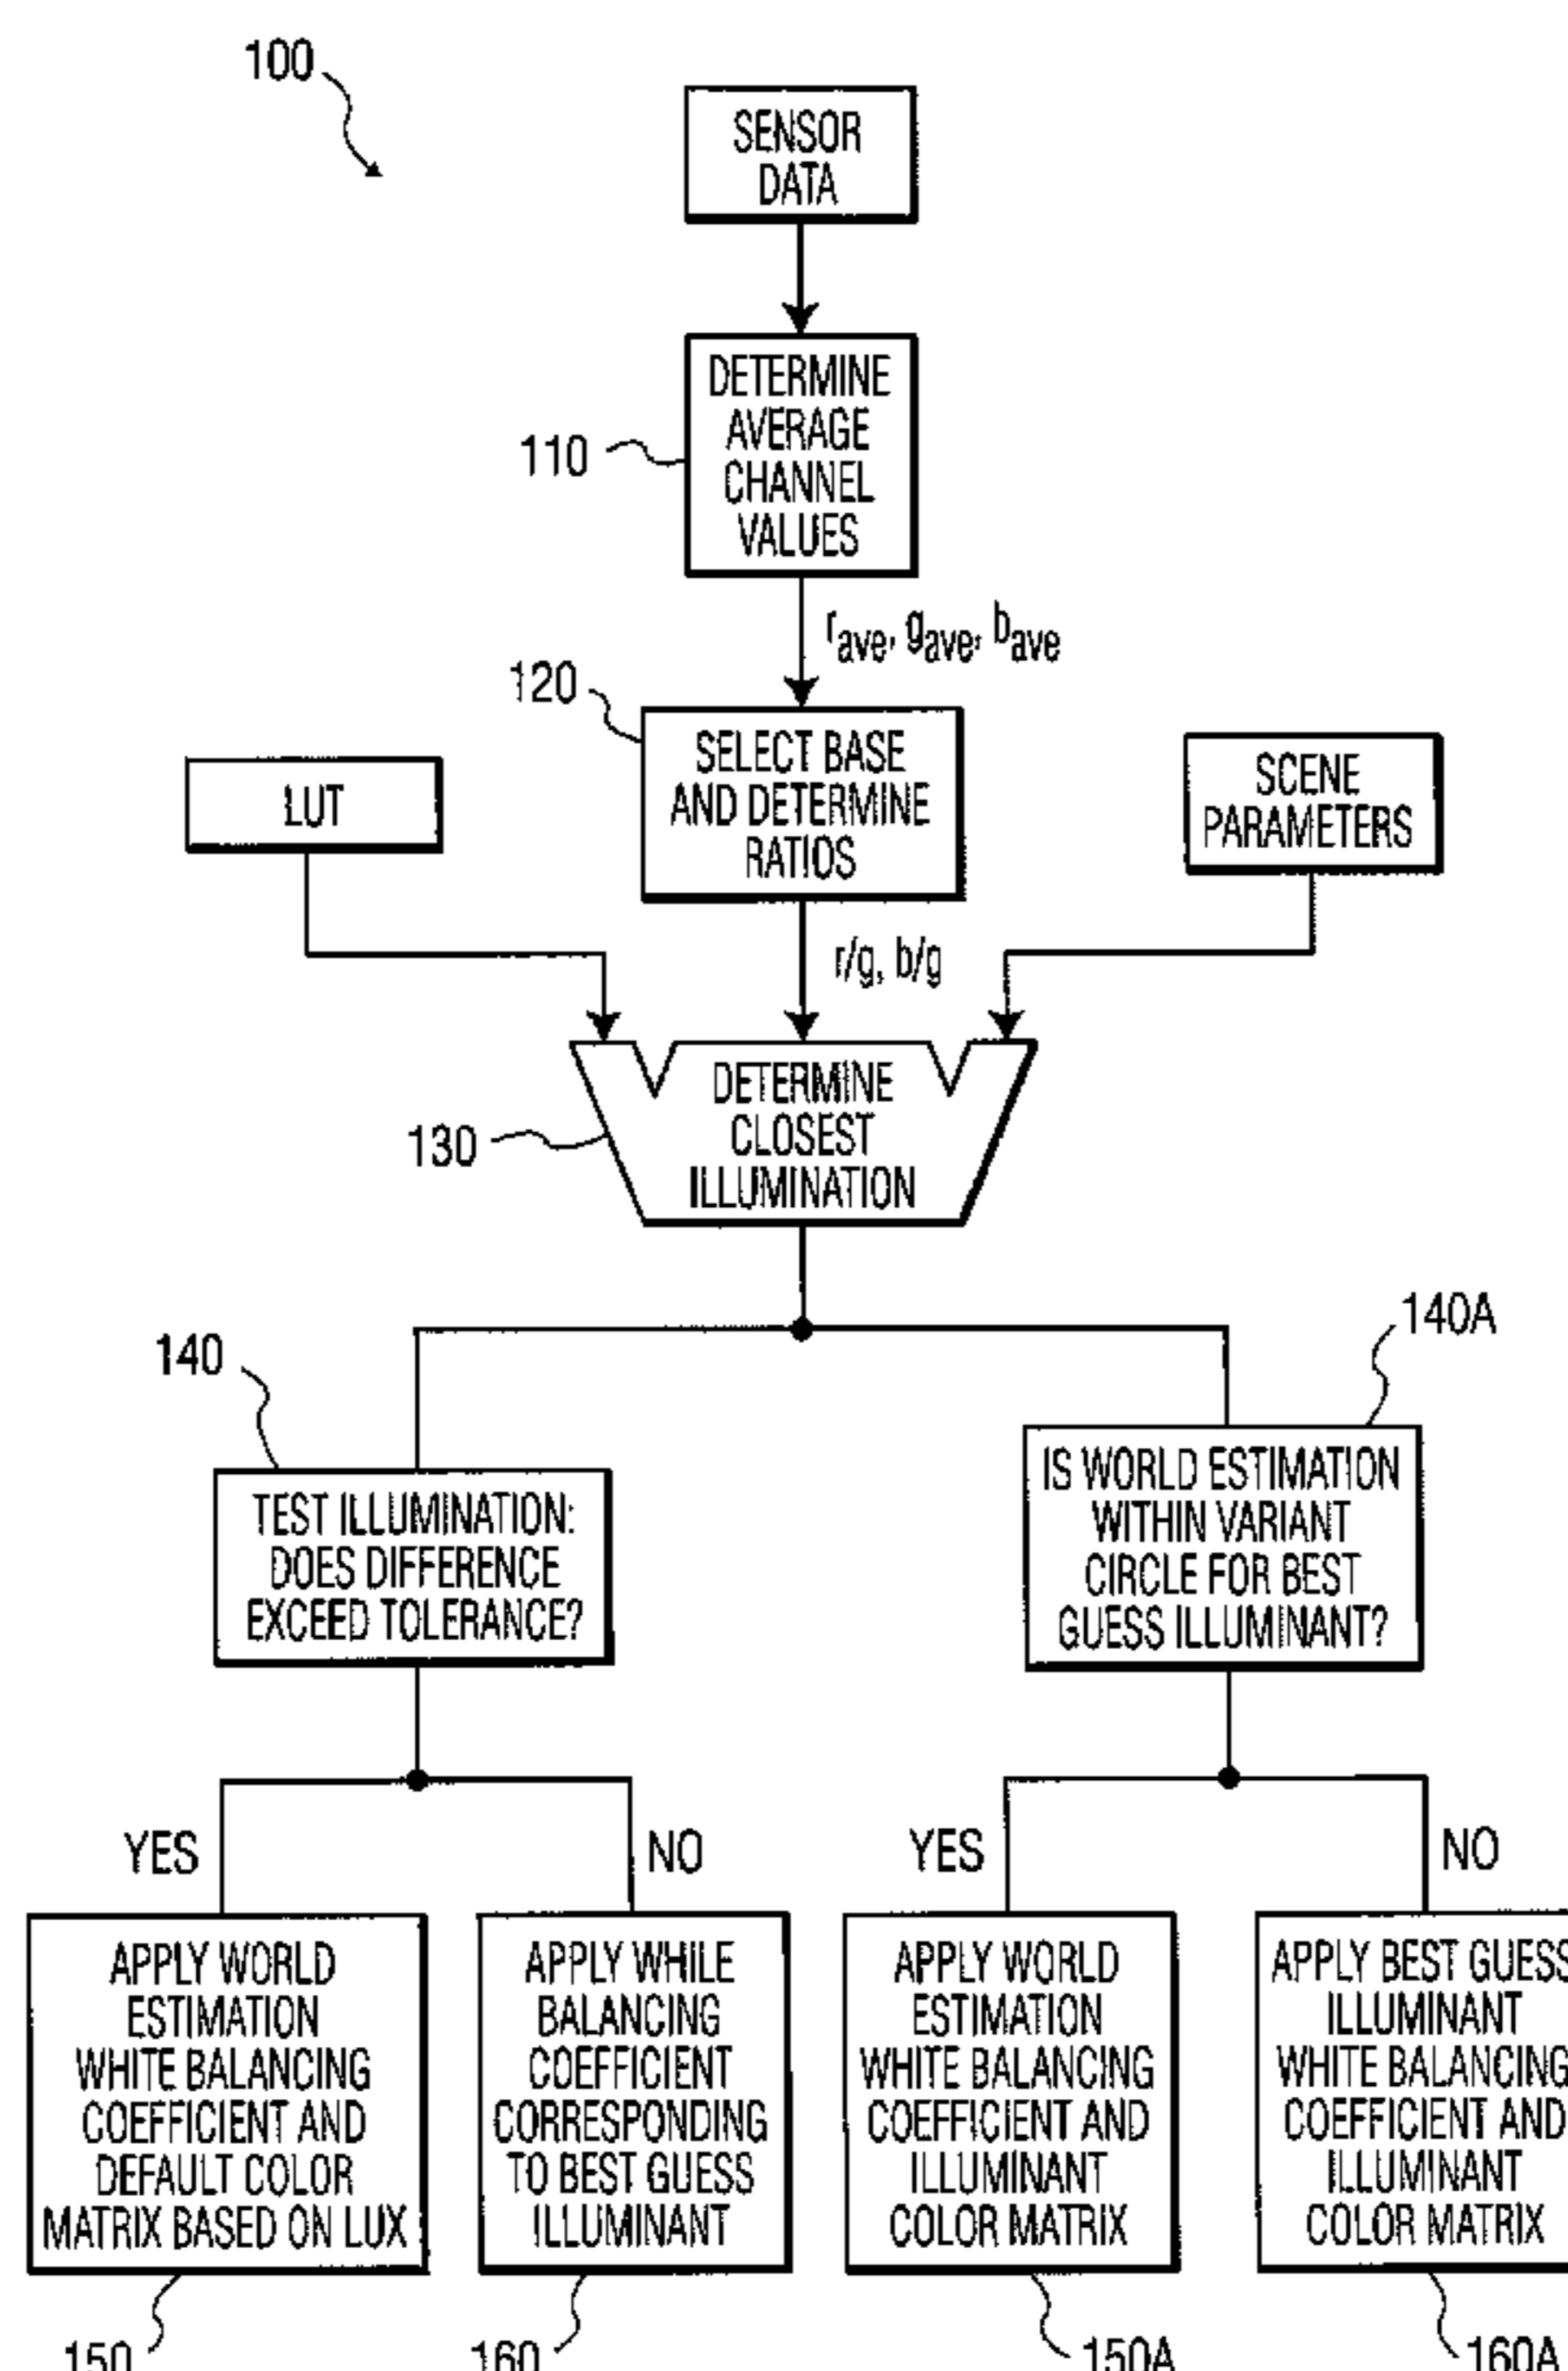 100
SENSOR
DATA
DETERMINE
AVERAGE
CHANNEL
VALUES
110
rave, gave, bave
120
SELECT BASE
AND DETERMINE
RATIOS
LUT
SCENE
PARAMETERS
r/g, b/g
DETERMINE
CLOSEST
ILLUMINATION
130
140
TEST ILLUMINATION:
DOES DIFFERENCE
EXCEED TOLERANCE?
140A
IS WORLD ESTIMATION
WITHIN VARIANT
CIRCLE FOR BEST
GUESS ILLUMINANT?
YES
NO
YES
NO
APPLY WORLD
ESTIMATION
WHITE BALANCING
COEFFICIENT AND
DEFAULT COLOR
MATRIX BASED ON LUX
APPLY WHILE
BALANCING
COEFFICIENT
CORRESPONDING
TO BEST GUESS
ILLUMINANT
APPLY WORLD
ESTIMATION
WHITE BALANCING
COEFFICIENT AND
ILLUMINANT
COLOR MATRIX
APPLY BEST GUESS
ILLUMINANT
WHITE BALANCING
COEFFICIENT AND
ILLUMINANT
COLOR MATRIX
150
160
150A
160A